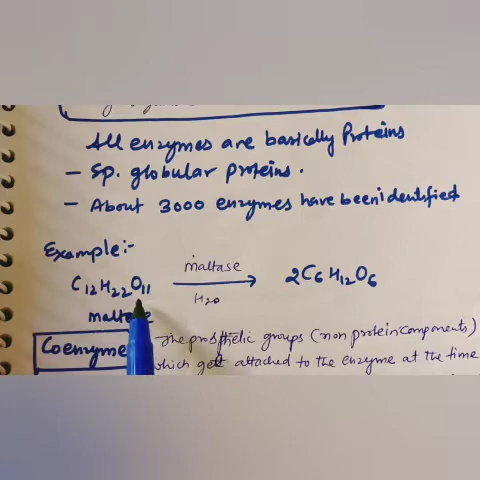 All enzymes are basically Proteins
- Sp. globular proteins.
- About 3000 enzymes have been identified
Example:-
C12H22O11 maltase H2O 2C6H12O6
Coenzyme - The prosthetic groups (non protein components)
which get attached to the enzyme at the time